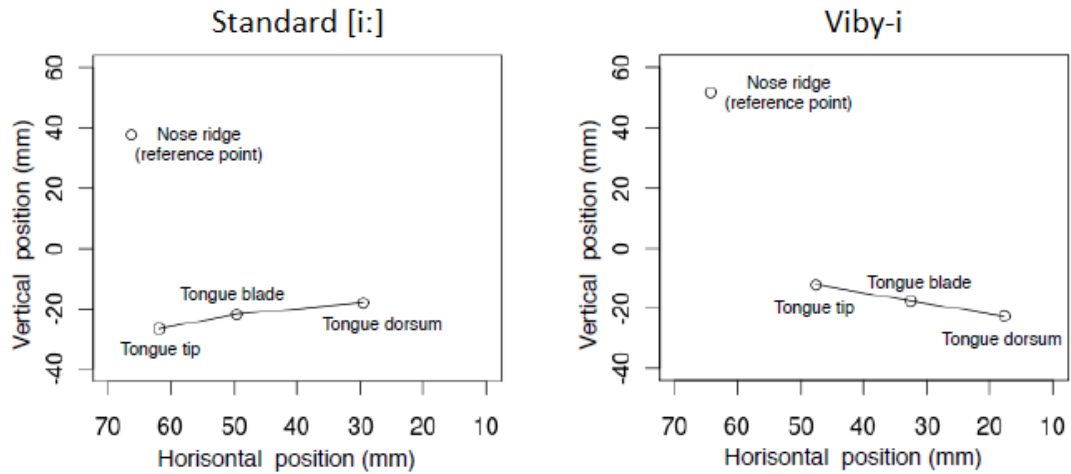 Standard [i:]
60
40
20
0
-20
-40
Vertical position (mm)
Nose ridge
(reference point)
Tongue blade
Tongue dorsum
Tongue tip
70 60 50 40 30 20 10
Horisontal position (mm)
Viby-i
60
40
20
0
-20
-40
Vertical position (mm)
Nose ridge
(reference point)
Tongue blade
Tongue tip
Tongue dorsum
70 60 50 40 30 20 10
Horisontal position (mm)